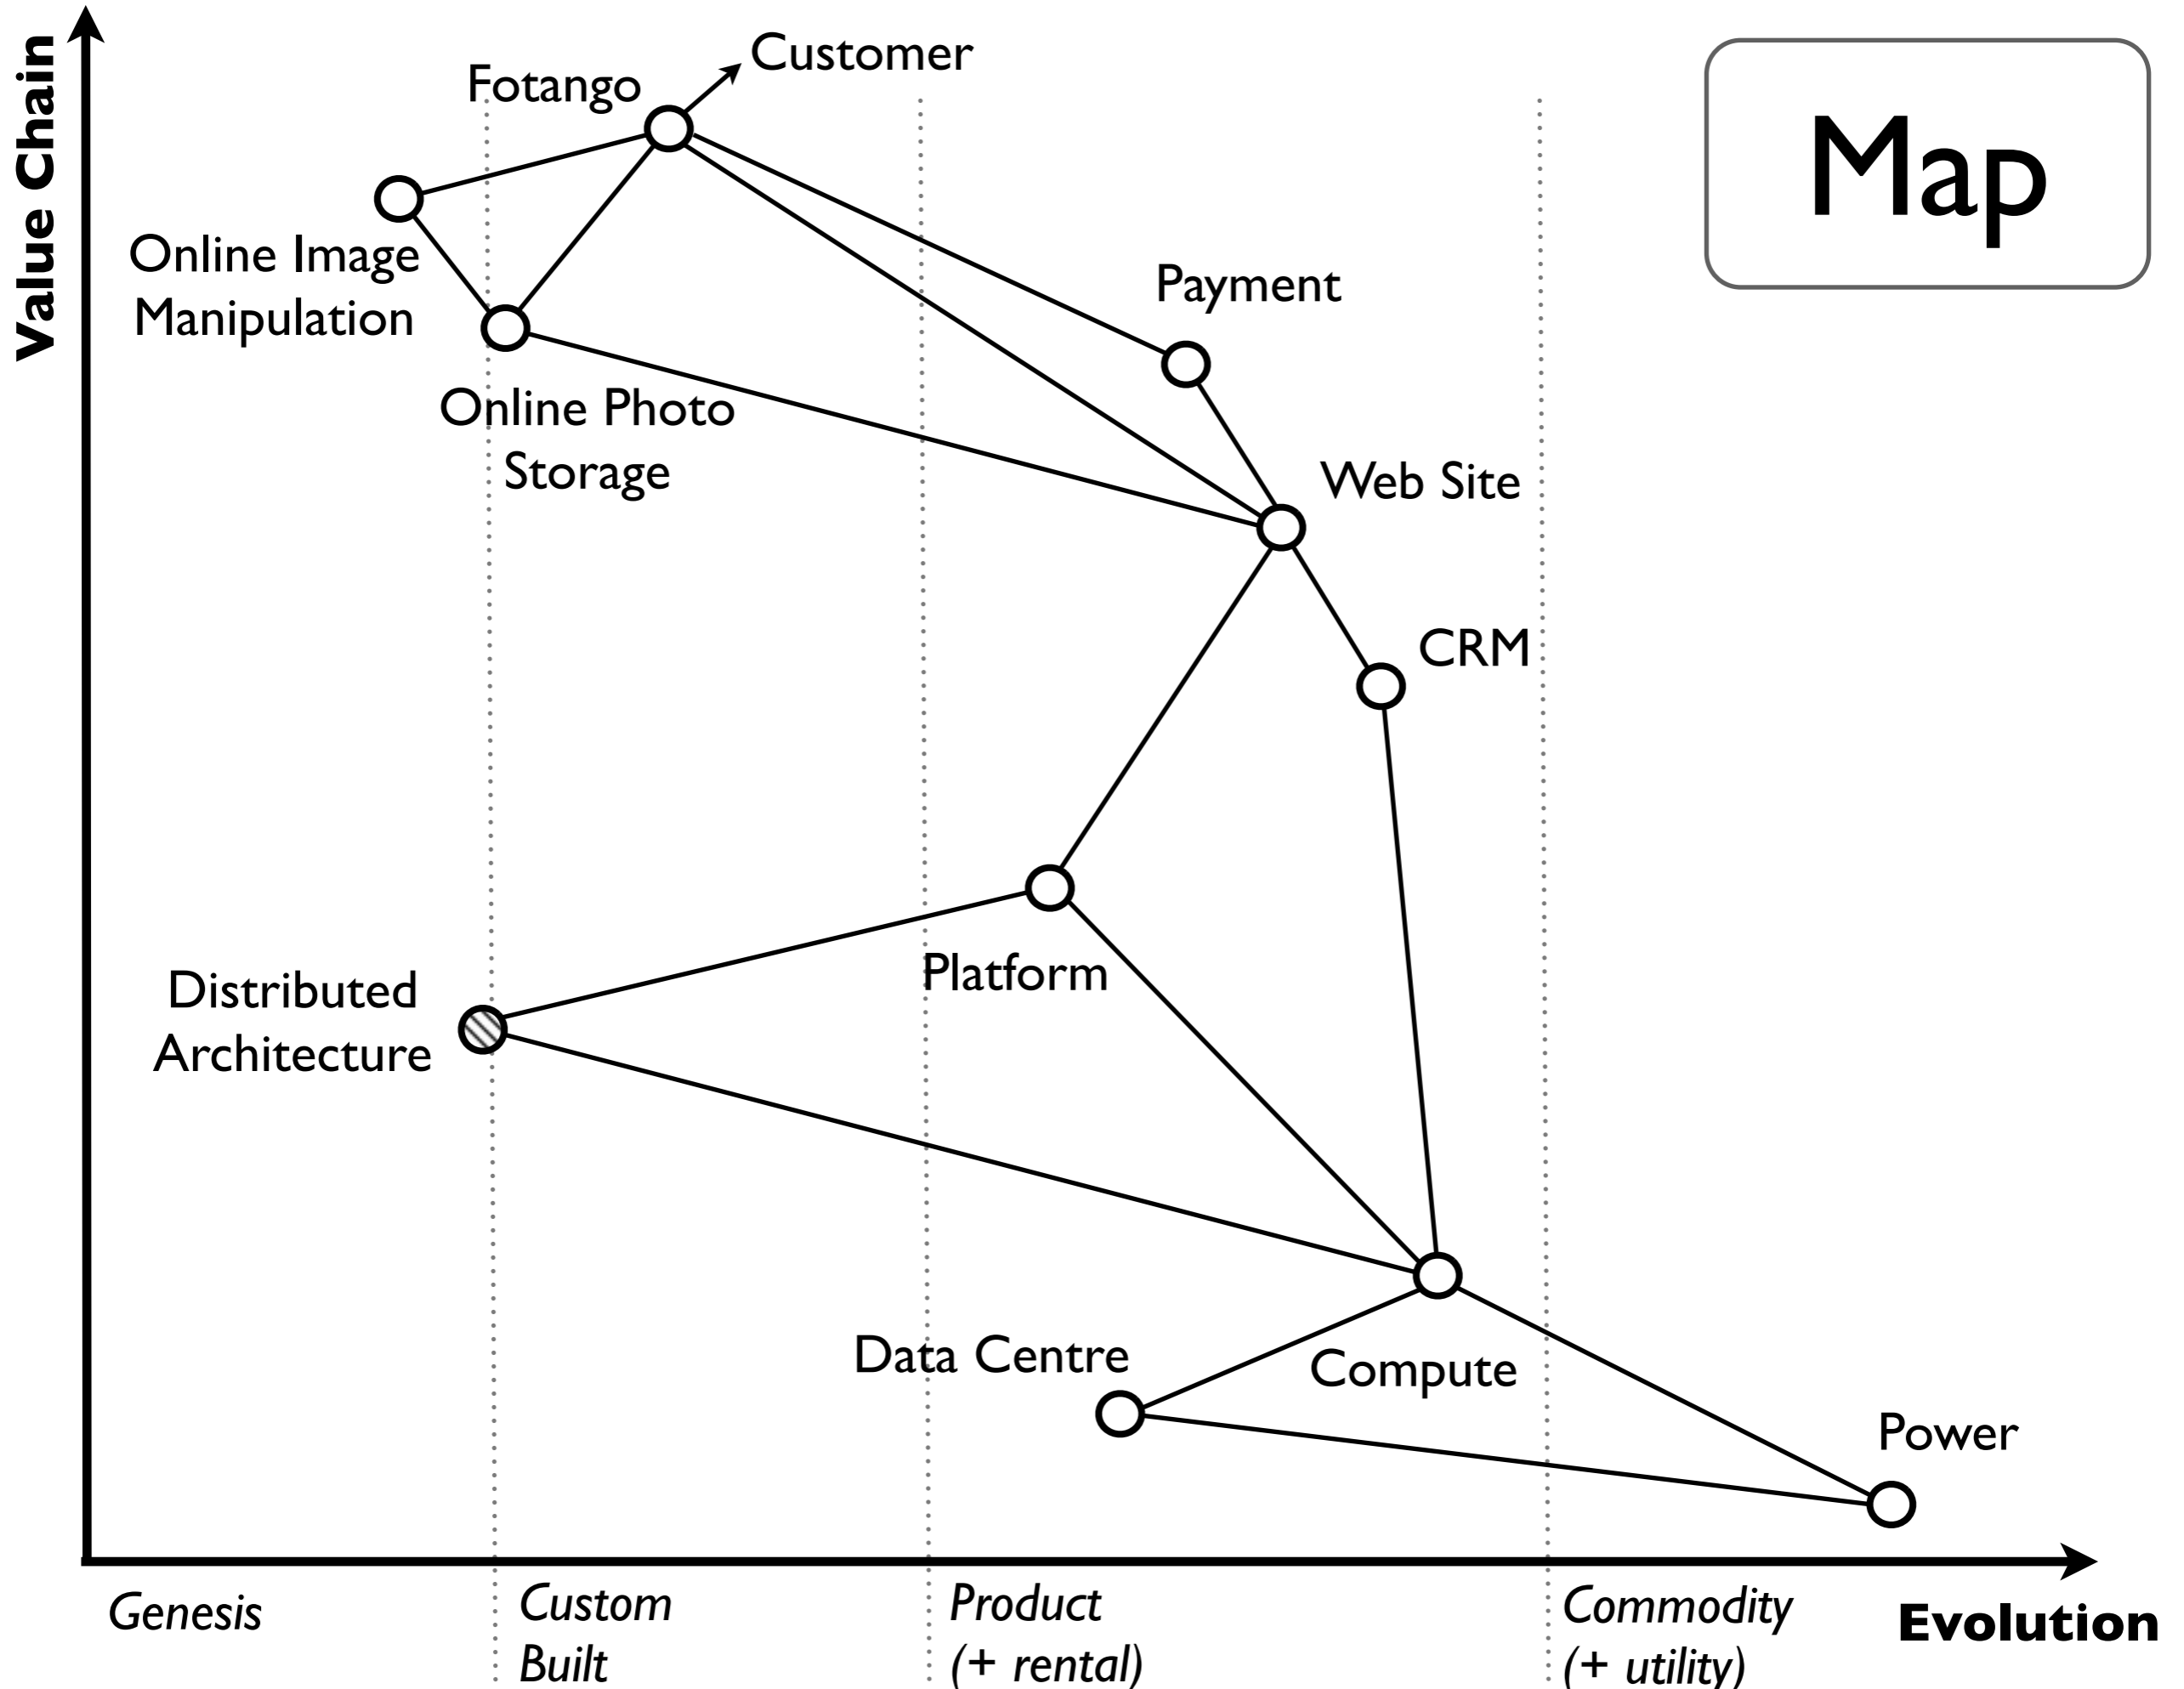 Customer
Fotango
Map
Value Chain
Online Image
Manipulation
Payment
Online Photo
Storage
Web Site
CRM
Platform
Distributed
Architecture
Data Centre
Compute
Power
Genesis
Custom
Built
Product
(+ rental)
Commodity
(+ utility)
Evolution